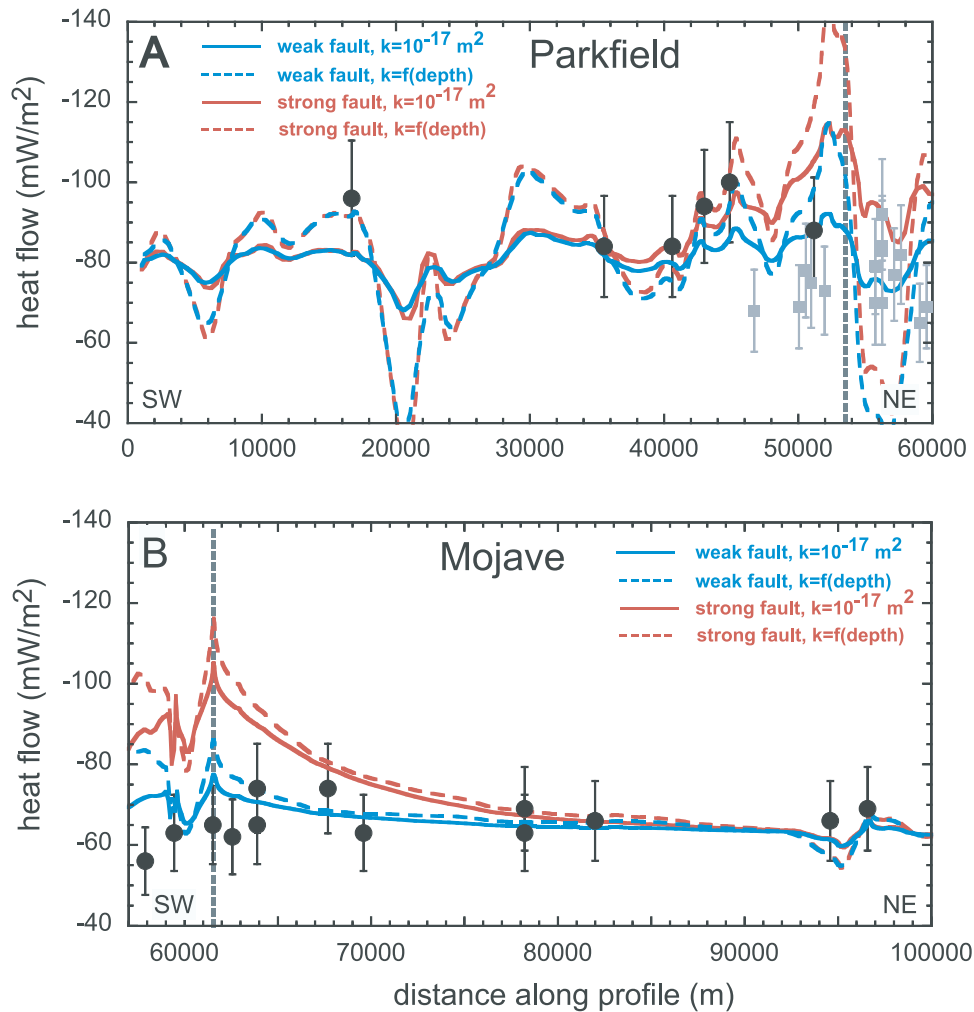 A
Parkfield
weak fault, k=10⁻¹⁷ m²
weak fault, k=f(depth)
strong fault, k=10⁻¹⁷ m²
strong fault, k=f(depth)
heat flow (mW/m²)
-140
-120
-100
-80
-60
-40
SW
NE
0 10000 20000 30000 40000 50000 60000
B
Mojave
weak fault, k=10⁻¹⁷ m²
weak fault, k=f(depth)
strong fault, k=10⁻¹⁷ m²
strong fault, k=f(depth)
heat flow (mW/m²)
-140
-120
-100
-80
-60
-40
SW
NE
60000 70000 80000 90000 100000
distance along profile (m)